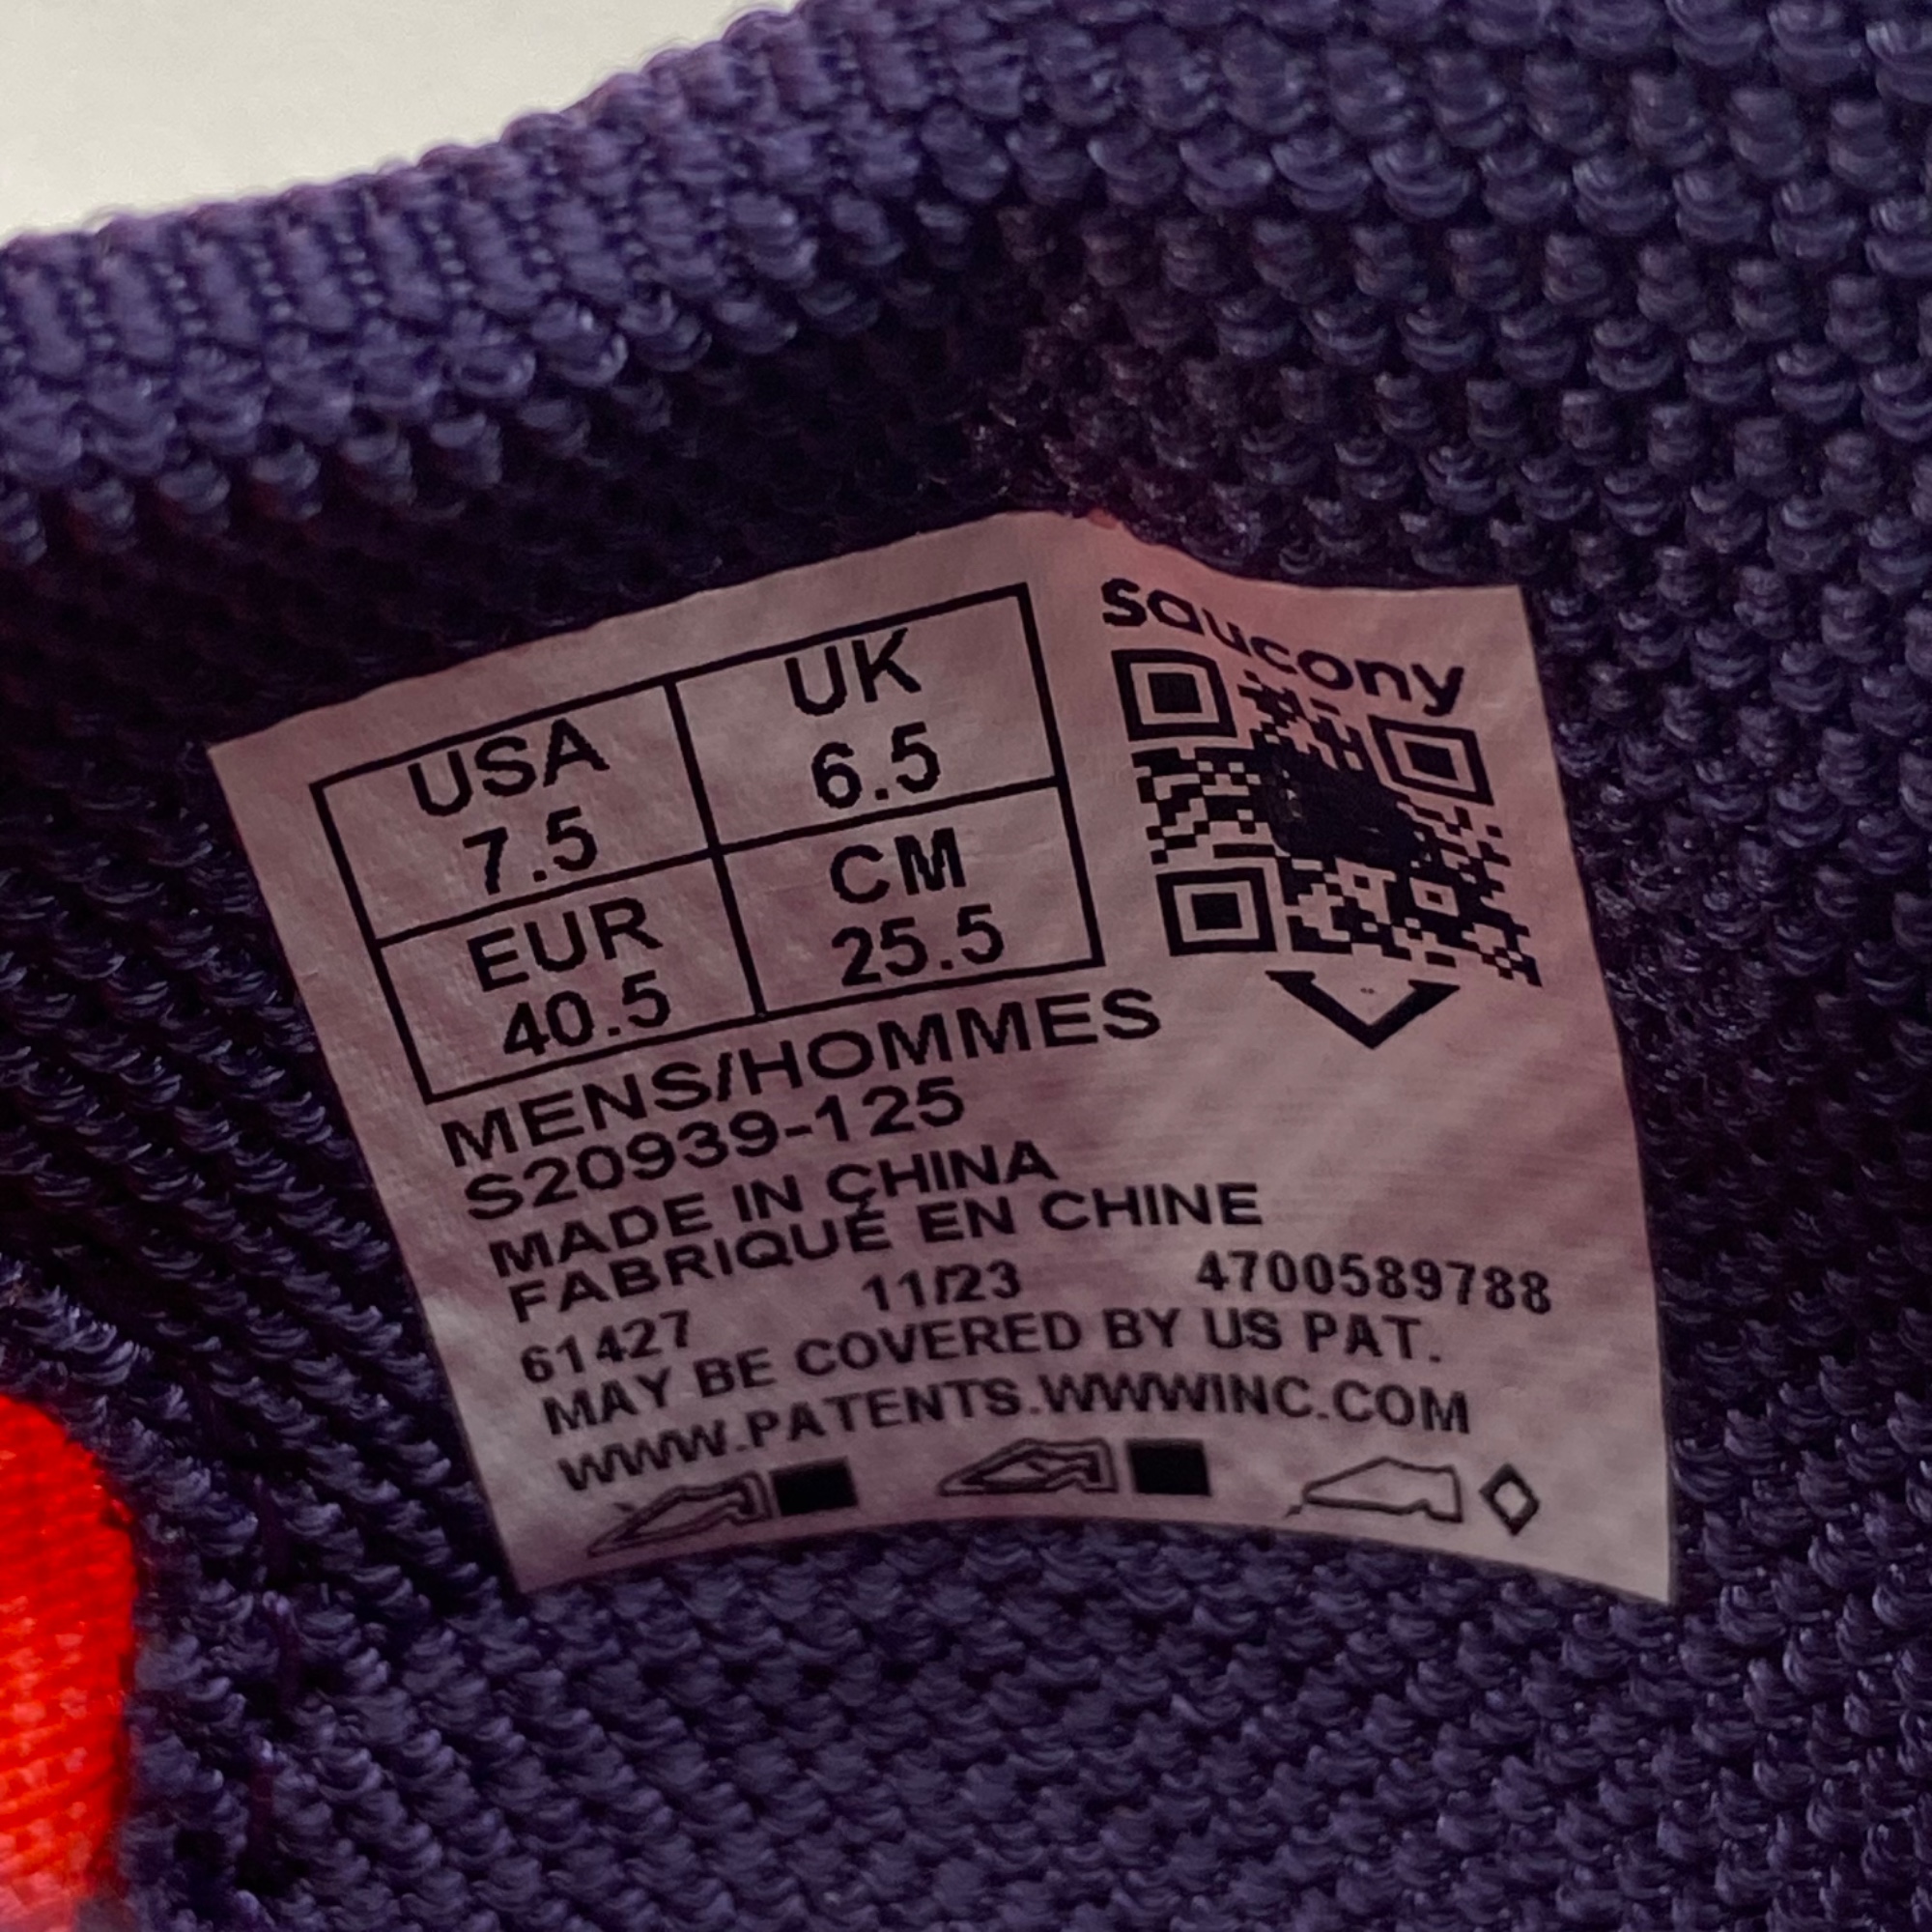 saucony
USA UK
7.5 6.5
EUR CM
40.5 25.5
MENS/HOMMES
S20939-125
MADE IN CHINA
FABRIQUÉ EN CHINE
61427 11/23 4700589788
MAY BE COVERED BY US PAT.
WWW.PATENTS.WWWINC.COM